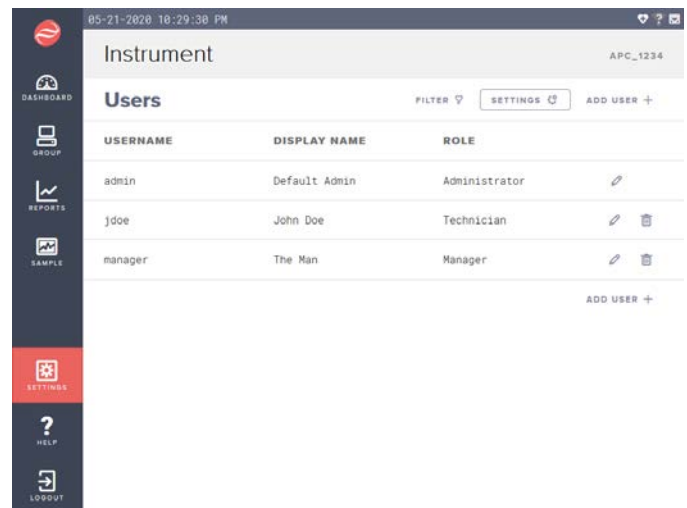 05-21-2020 10:29:30 PM
?
Instrument
APC_1234
DASHBOARD
Users
FILTER
SETTINGS
ADD USER +
GROUP
USERNAME DISPLAY NAME ROLE
admin Default Admin Administrator
REPORTS
jdoe John Doe Technician
manager The Man Manager
SAMPLE
ADD USER +
SETTINGS
?
HELP
LOGOUT